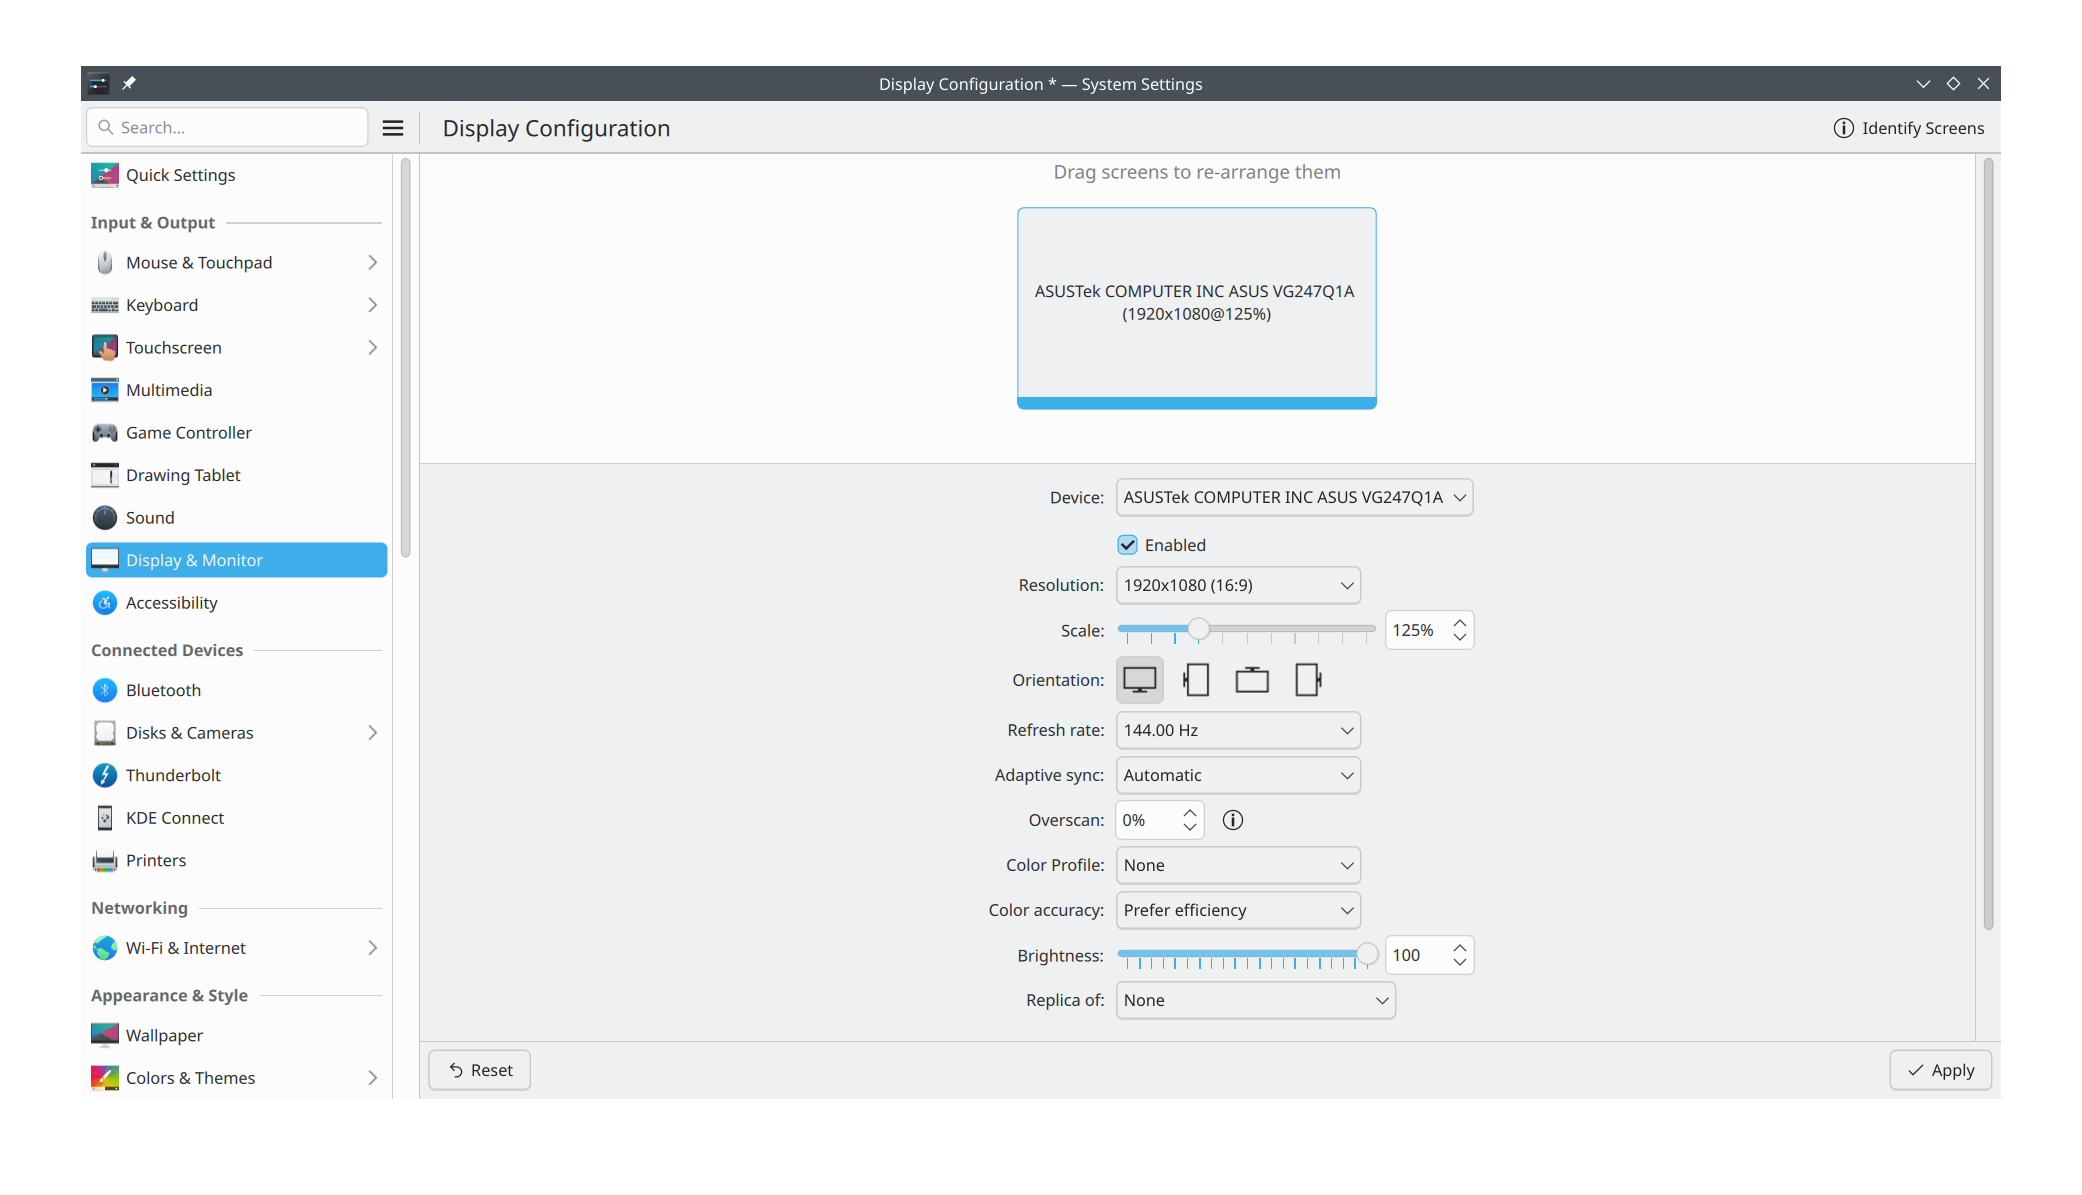 Display Configuration * — System Settings
Search...
Display Configuration
Identify Screens
Quick Settings
Input & Output
Mouse & Touchpad
Keyboard
Touchscreen
Multimedia
Game Controller
Drawing Tablet
Sound
Display & Monitor
Accessibility
Connected Devices
Bluetooth
Disks & Cameras
Thunderbolt
KDE Connect
Printers
Networking
Wi-Fi & Internet
Appearance & Style
Wallpaper
Colors & Themes
Drag screens to re-arrange them
ASUSTek COMPUTER INC ASUS VG247Q1A
(1920x1080@125%)
Device: ASUSTek COMPUTER INC ASUS VG247Q1A
Enabled
Resolution: 1920x1080 (16:9)
Scale: 125%
Orientation:
Refresh rate: 144.00 Hz
Adaptive sync: Automatic
Overscan: 0%
Color Profile: None
Color accuracy: Prefer efficiency
Brightness: 100
Replica of: None
Reset
Apply